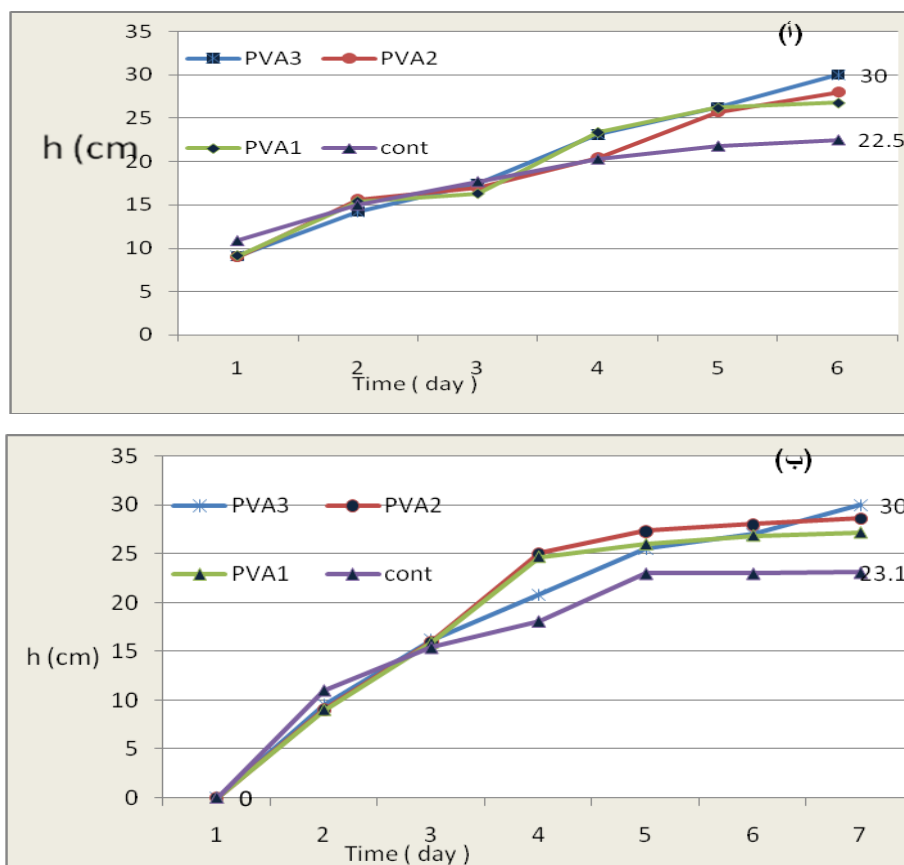 35
(أ)
PVA3 PVA2
30
30
25
22.5
PVA1 cont
h (cm
20
15
10
5
0
1 2 3 4 5 6
Time ( day )
35
(ب)
PVA3 PVA2
30
30
25
PVA1 cont
23.1
20
15
h (cm)
10
5
0
0
1 2 3 4 5 6 7
Time ( day )